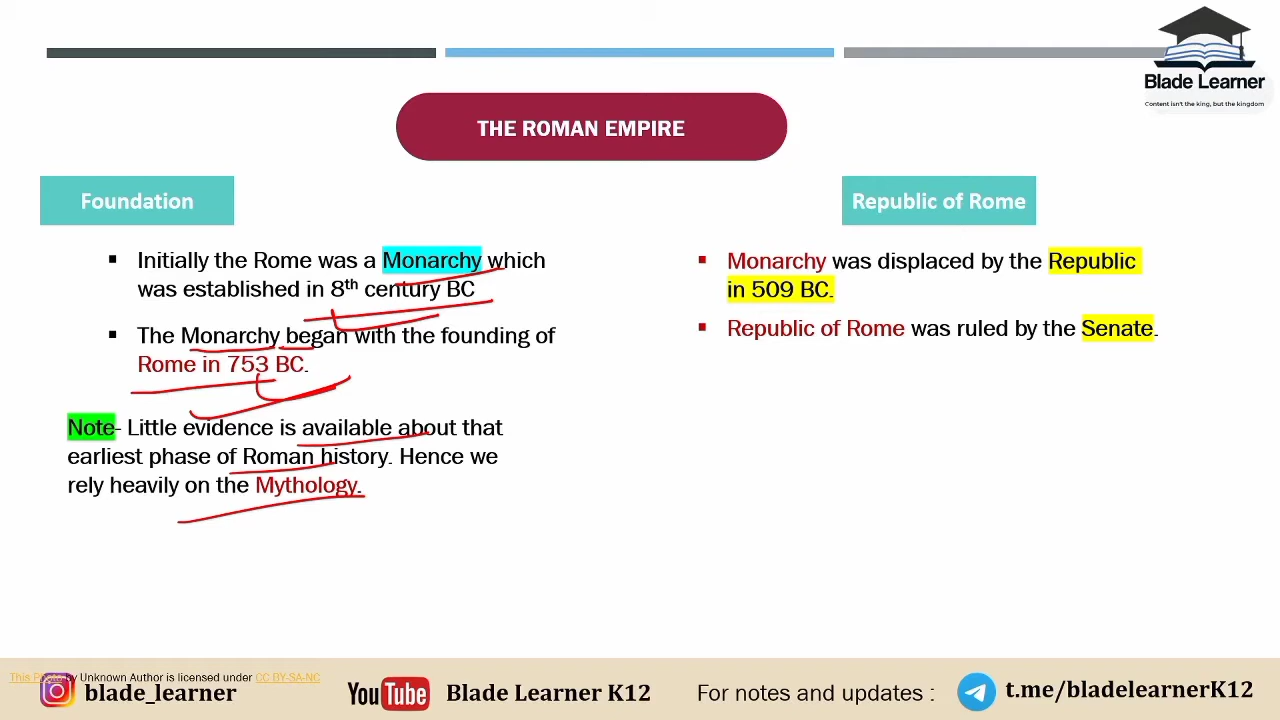 Blade Learner
Content isn't the king, but the kingdom
THE ROMAN EMPIRE
Foundation
▪ Initially the Rome was a Monarchy which
was established in 8th century BC
▪ The Monarchy began with the founding of
Rome in 753 BC.
Note- Little evidence is available about that
earliest phase of Roman history. Hence we
rely heavily on the Mythology.
Republic of Rome
▪ Monarchy was displaced by the Republic
in 509 BC.
▪ Republic of Rome was ruled by the Senate.
This Photo by Unknown Author is licensed under CC BY-SA-NC
blade_learner
YouTube Blade Learner K12
For notes and updates :
t.me/bladelearnerK12